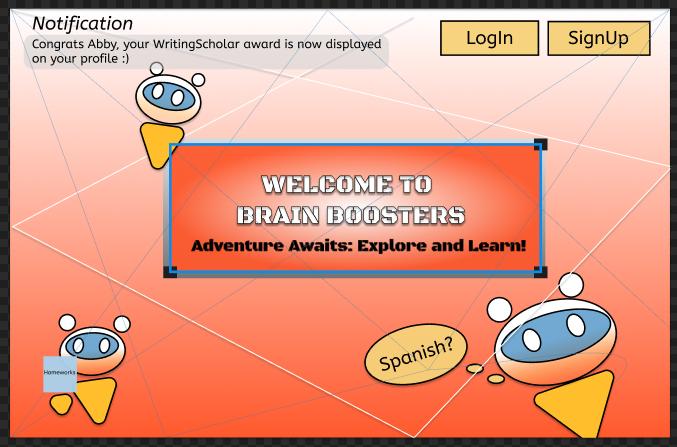 Notification
Congrats Abby, your WritingScholar award is now displayed
on your profile :)
LogIn
SignUp
WELCOME TO
BRAIN BOOSTERS
Adventure Awaits: Explore and Learn!
Spanish?
Homeworks